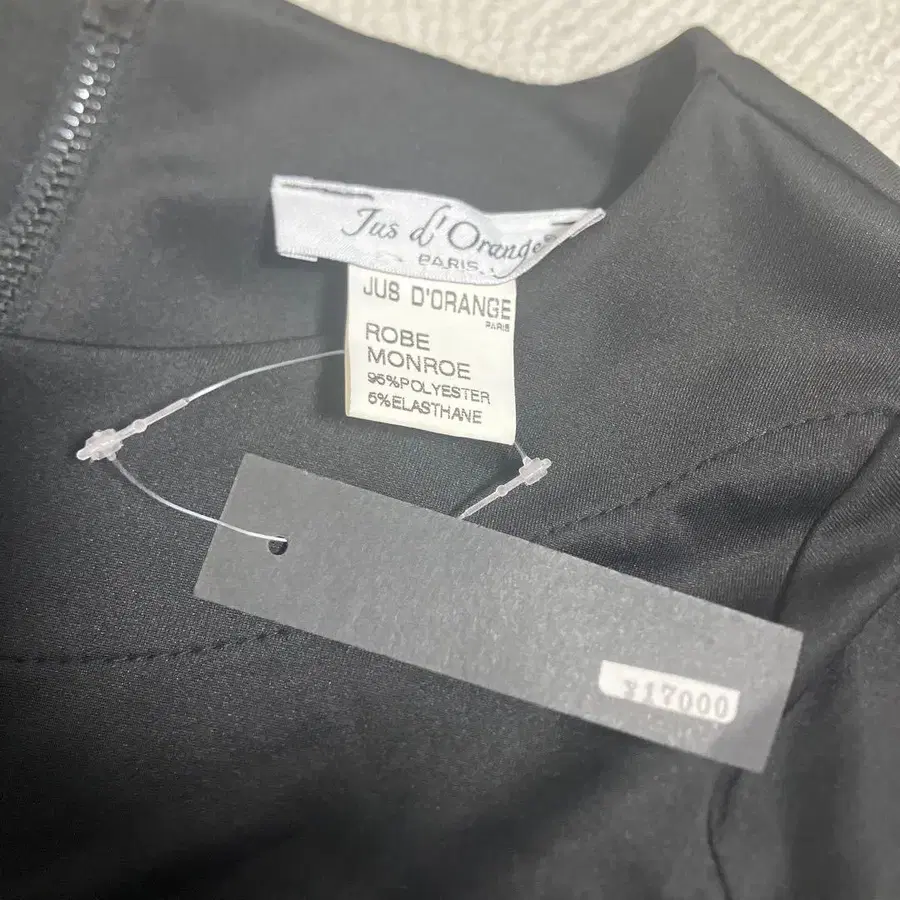 Jus d'Orange
PARIS
JUS D'ORANGE
PARIS
ROBE
MONROE
95%POLYESTER
5%ELASTHANE
¥17000